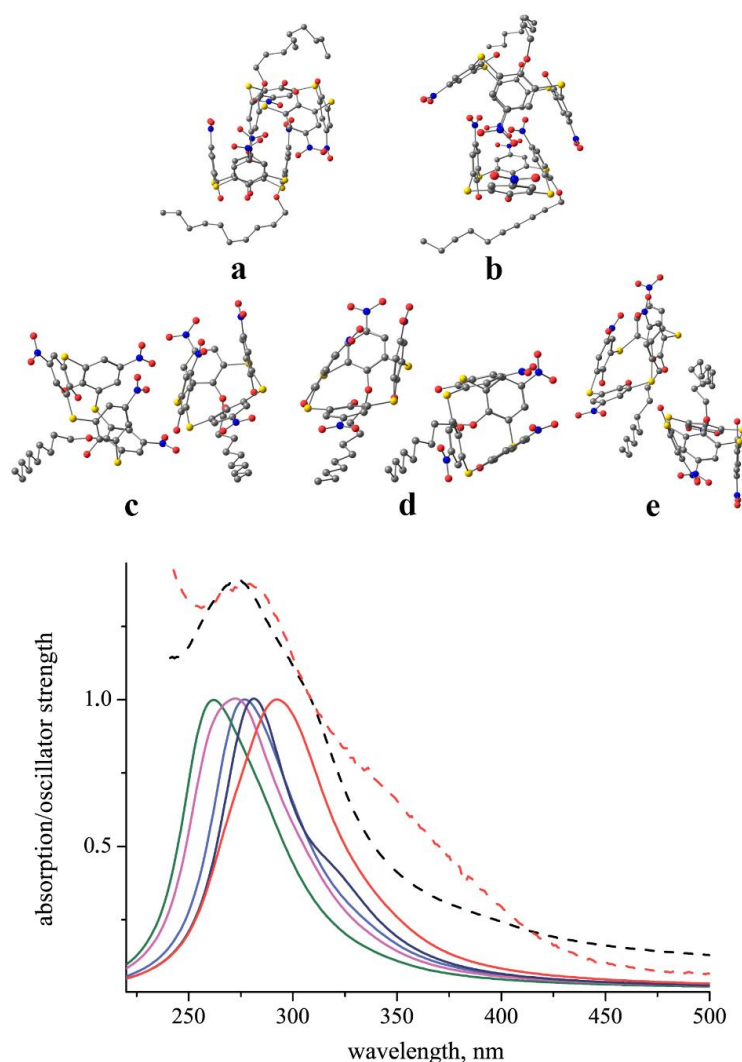 a
b
c
d
e
absorption/oscillator strength
1.0
0.5
250
300
350
400
450
500
wavelength, nm